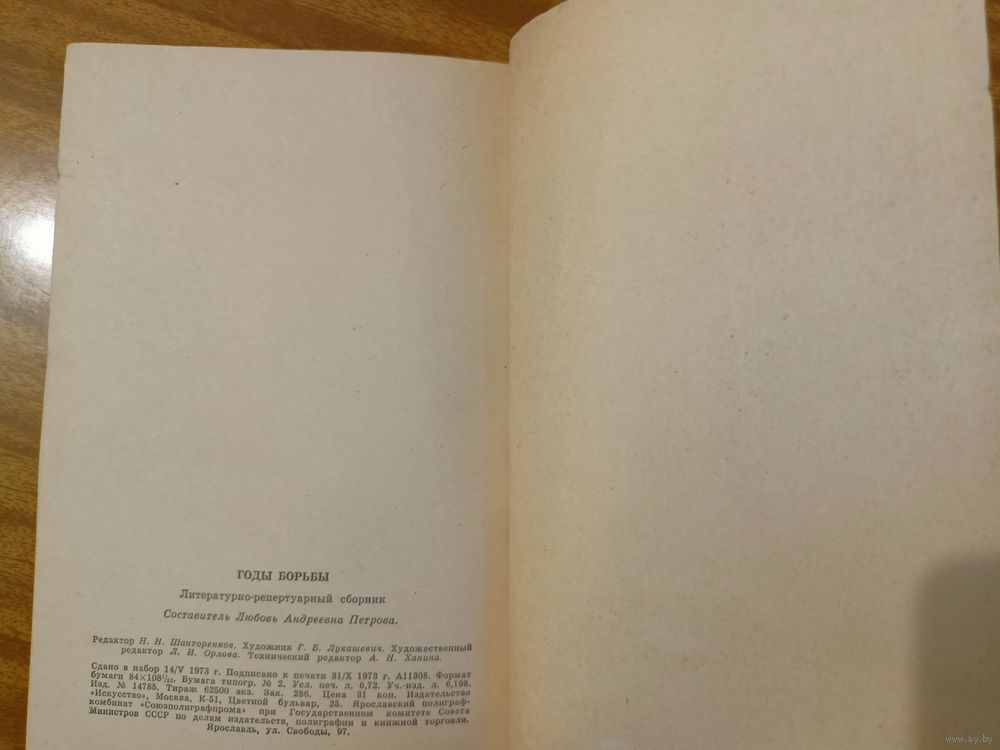 ГОДЫ БОРЬБЫ
Литературно-репертуарный сборник
Составитель Любовь Андреевна Петрова.
Редактор Н. Н. Шанторенков. Художник Г. Б. Лукашевич. Художественный
редактор Л. И. Орлова. Технический редактор А. Н. Ханина.
Сдано в набор 14/V 1973 г. Подписано к печати 31/X 1973 г. А11308. Формат
бумаги 84×108¹/₃₂. Бумага типогр. № 2. Усл. печ. л. 6,72. Уч.-изд. л. 6,198.
Изд. № 14785. Тираж 62500 экз. Зак. 286. Цена 31 коп. Издательство
«Искусство», Москва, К-51, Цветной бульвар, 25. Ярославский полиграф-
комбинат «Союзполиграфпрома» при Государственном комитете Совета
Министров СССР по делам издательств, полиграфии и книжной торговли.
Ярославль, ул. Свободы, 97.
www.ay.by